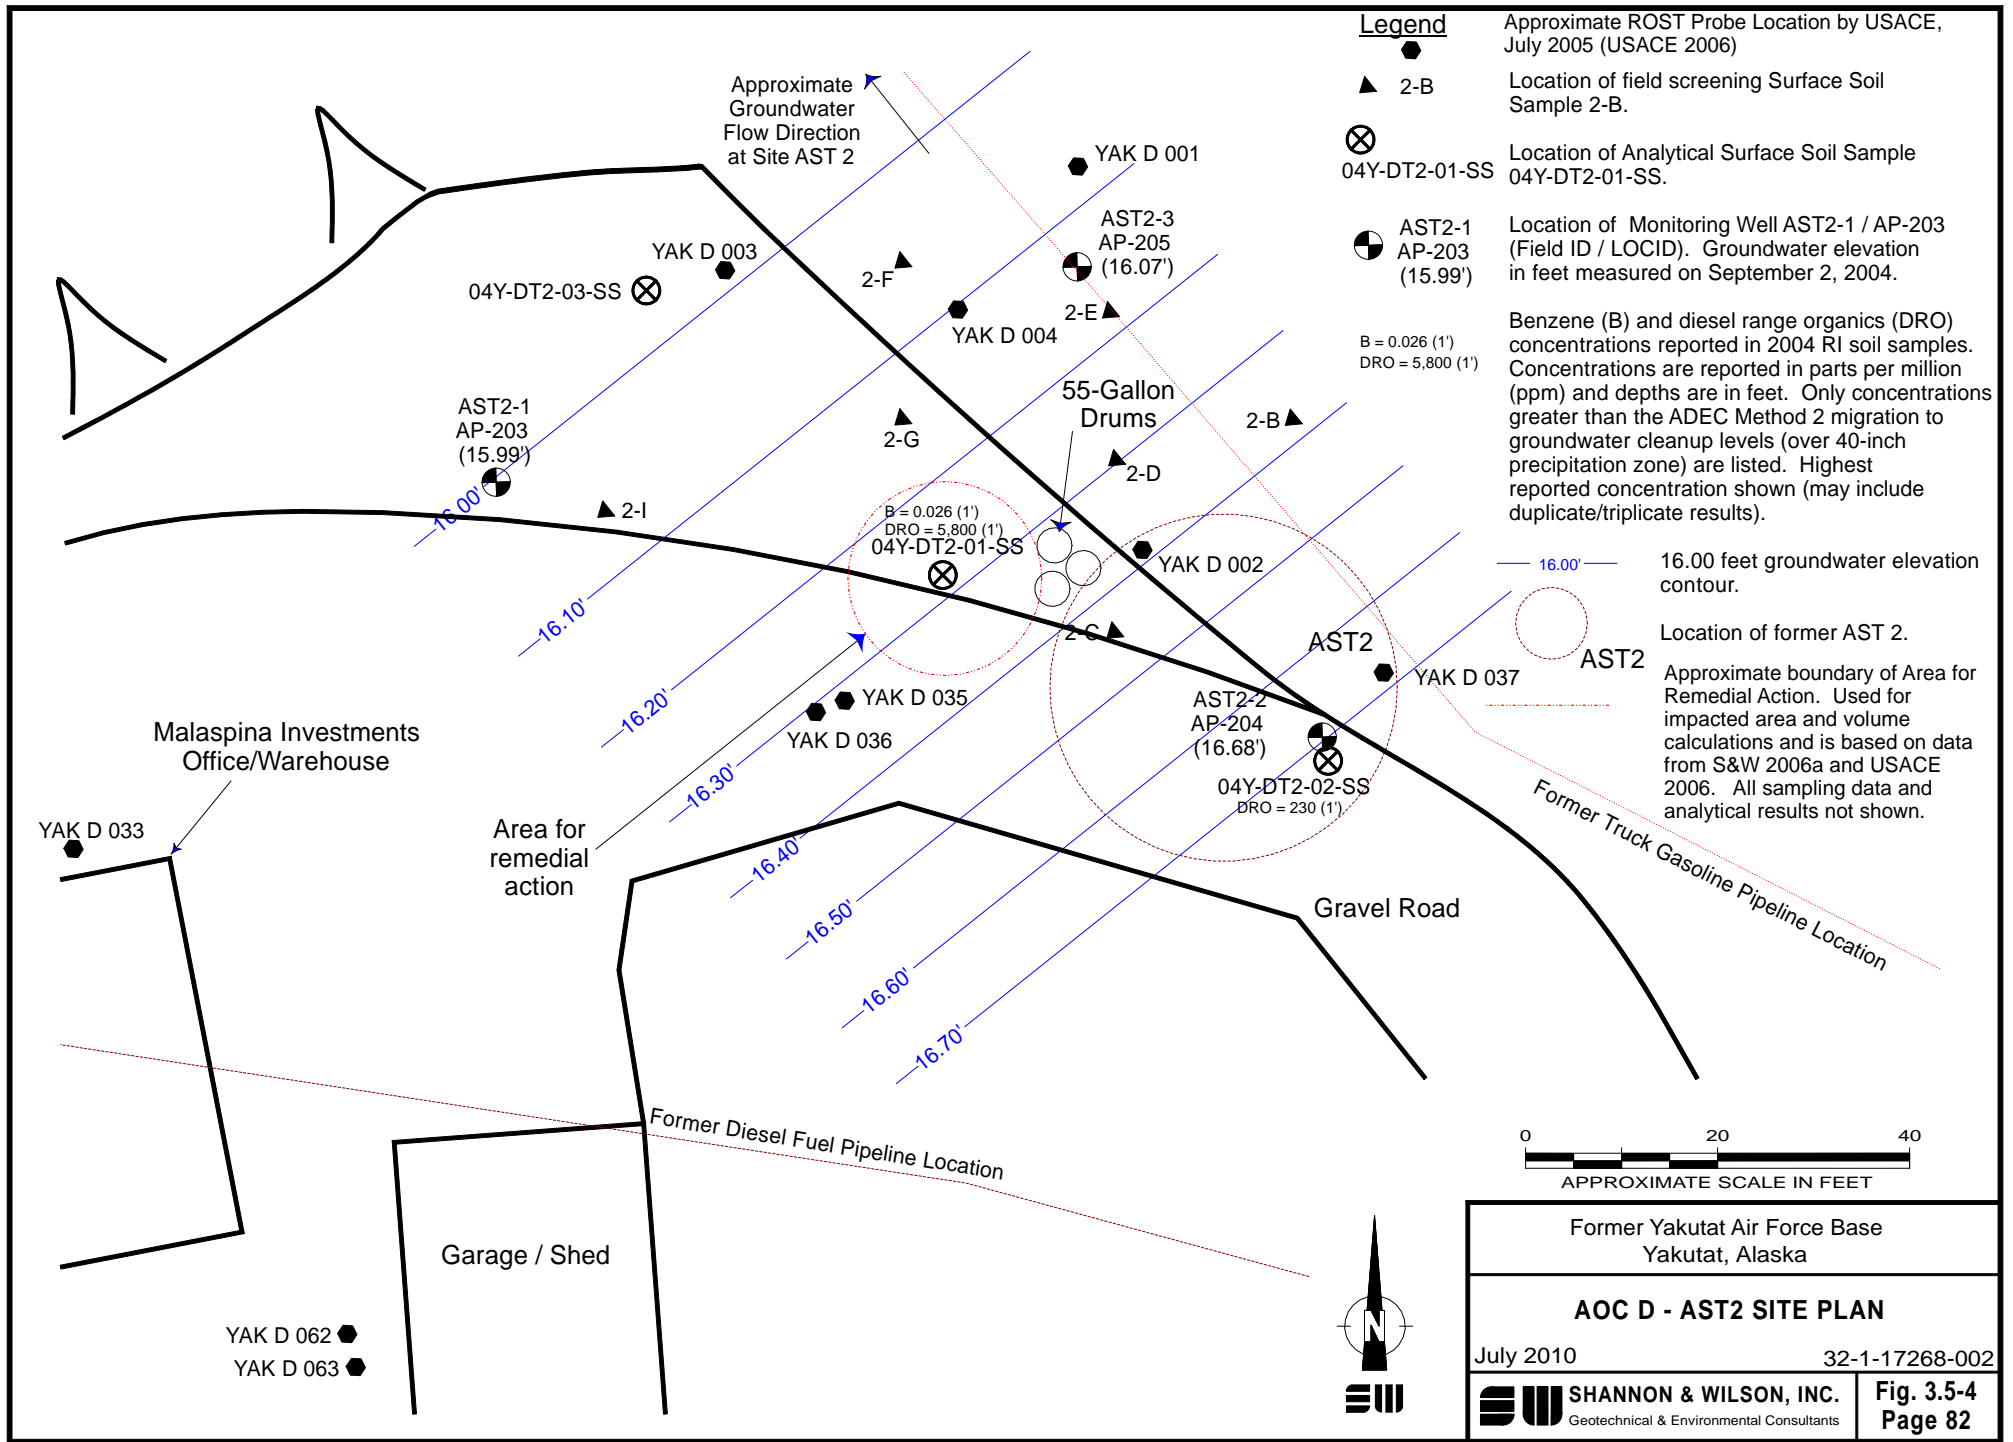 Legend
Approximate ROST Probe Location by USACE,
July 2005 (USACE 2006)
2-B
Location of field screening Surface Soil
Sample 2-B.
04Y-DT2-01-SS
Location of Analytical Surface Soil Sample
04Y-DT2-01-SS.
AST2-1
AP-203
(15.99')
Location of Monitoring Well AST2-1 / AP-203
(Field ID / LOCID). Groundwater elevation
in feet measured on September 2, 2004.
B = 0.026 (1')
DRO = 5,800 (1')
Benzene (B) and diesel range organics (DRO)
concentrations reported in 2004 RI soil samples.
Concentrations are reported in parts per million
(ppm) and depths are in feet. Only concentrations
greater than the ADEC Method 2 migration to
groundwater cleanup levels (over 40-inch
precipitation zone) are listed. Highest
reported concentration shown (may include
duplicate/triplicate results).
16.00'
16.00 feet groundwater elevation
contour.
AST2
Location of former AST 2.
Approximate boundary of Area for
Remedial Action. Used for
impacted area and volume
calculations and is based on data
from S&W 2006a and USACE
2006. All sampling data and
analytical results not shown.
Approximate
Groundwater
Flow Direction
at Site AST 2
YAK D 001
AST2-3
AP-205
(16.07')
YAK D 003
04Y-DT2-03-SS
2-F
2-E
YAK D 004
55-Gallon
Drums
AST2-1
AP-203
(15.99')
2-G
2-B
2-D
2-I
B = 0.026 (1')
DRO = 5,800 (1')
04Y-DT2-01-SS
YAK D 002
2-C
AST2
YAK D 037
YAK D 035
YAK D 036
AST2-2
AP-204
(16.68')
04Y-DT2-02-SS
DRO = 230 (1')
16.00'
16.10'
16.20'
16.30'
16.40'
16.50'
16.60'
16.70'
Malaspina Investments
Office/Warehouse
YAK D 033
Area for
remedial
action
Gravel Road
Former Truck Gasoline Pipeline Location
Former Diesel Fuel Pipeline Location
Garage / Shed
YAK D 062
YAK D 063
0 20 40
APPROXIMATE SCALE IN FEET
N
SW
Former Yakutat Air Force Base
Yakutat, Alaska
AOC D - AST2 SITE PLAN
July 2010 32-1-17268-002
SW SHANNON & WILSON, INC.
Geotechnical & Environmental Consultants
Fig. 3.5-4
Page 82